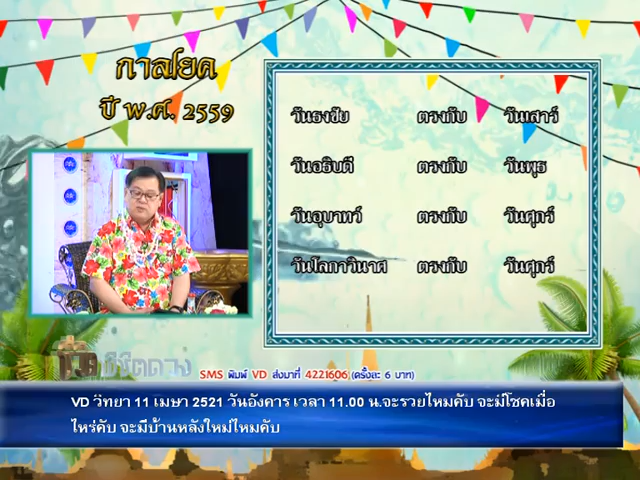 กาลโยค
ปี พ.ศ. 2559
วันธงชัย ตรงกับ วันเสาร์
วันอธิบดี ตรงกับ วันพุธ
วันอุบาทว์ ตรงกับ วันศุกร์
วันโลกาวินาศ ตรงกับ วันศุกร์
SMS พิมพ์ VD ส่งมาที่ 4221606 (ครั้งละ 6 บาท)
VD วิทยา 11 เมษา 2521 วันอังคาร เวลา 11.00 น.จะรวยไหมคับ จะมีโชคเมื่อ
ไหร่คับ จะมีบ้านหลังใหม่ไหมคับ